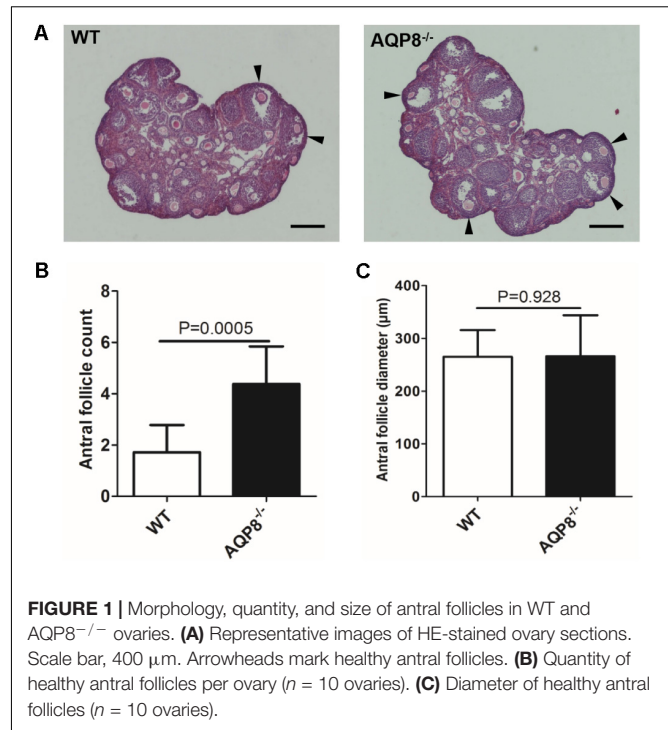 A
WT
AQP8-/-
B
Antral follicle count
8
6
4
2
0
P=0.0005
WT
AQP8-/-
C
Antral follicle diameter (µm)
400
300
200
100
0
P=0.928
WT
AQP8-/-
FIGURE 1 | Morphology, quantity, and size of antral follicles in WT and
AQP8−/− ovaries. (A) Representative images of HE-stained ovary sections.
Scale bar, 400 µm. Arrowheads mark healthy antral follicles. (B) Quantity of
healthy antral follicles per ovary (n = 10 ovaries). (C) Diameter of healthy antral
follicles (n = 10 ovaries).